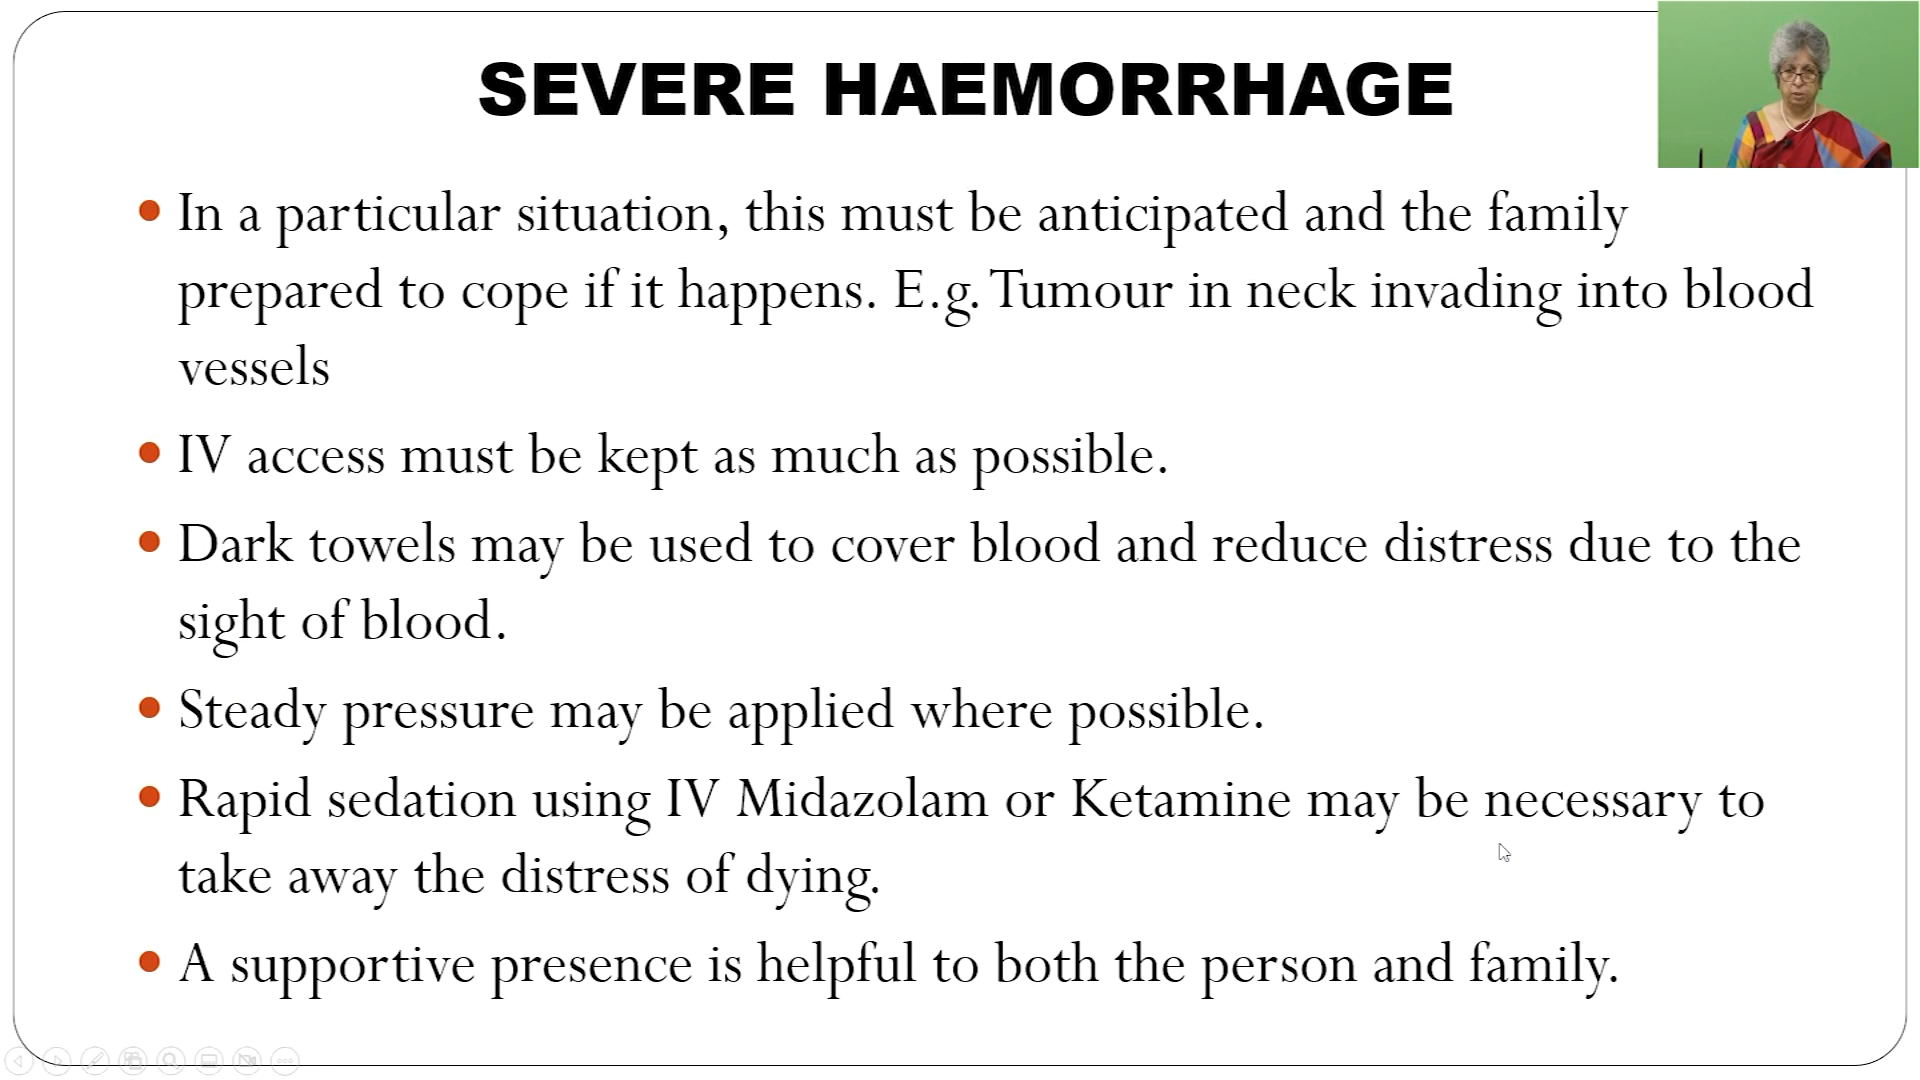 SEVERE HAEMORRHAGE
• In a particular situation, this must be anticipated and the family
prepared to cope if it happens. E.g. Tumour in neck invading into blood
vessels
• IV access must be kept as much as possible.
• Dark towels may be used to cover blood and reduce distress due to the
sight of blood.
• Steady pressure may be applied where possible.
• Rapid sedation using IV Midazolam or Ketamine may be necessary to
take away the distress of dying.
• A supportive presence is helpful to both the person and family.